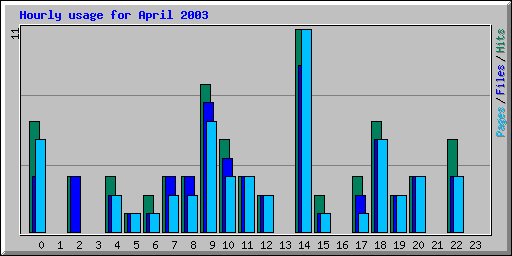 Hourly usage for April 2003
11
Pages / Files / Hits
0 1 2 3 4 5 6 7 8 9 10 11 12 13 14 15 16 17 18 19 20 21 22 23